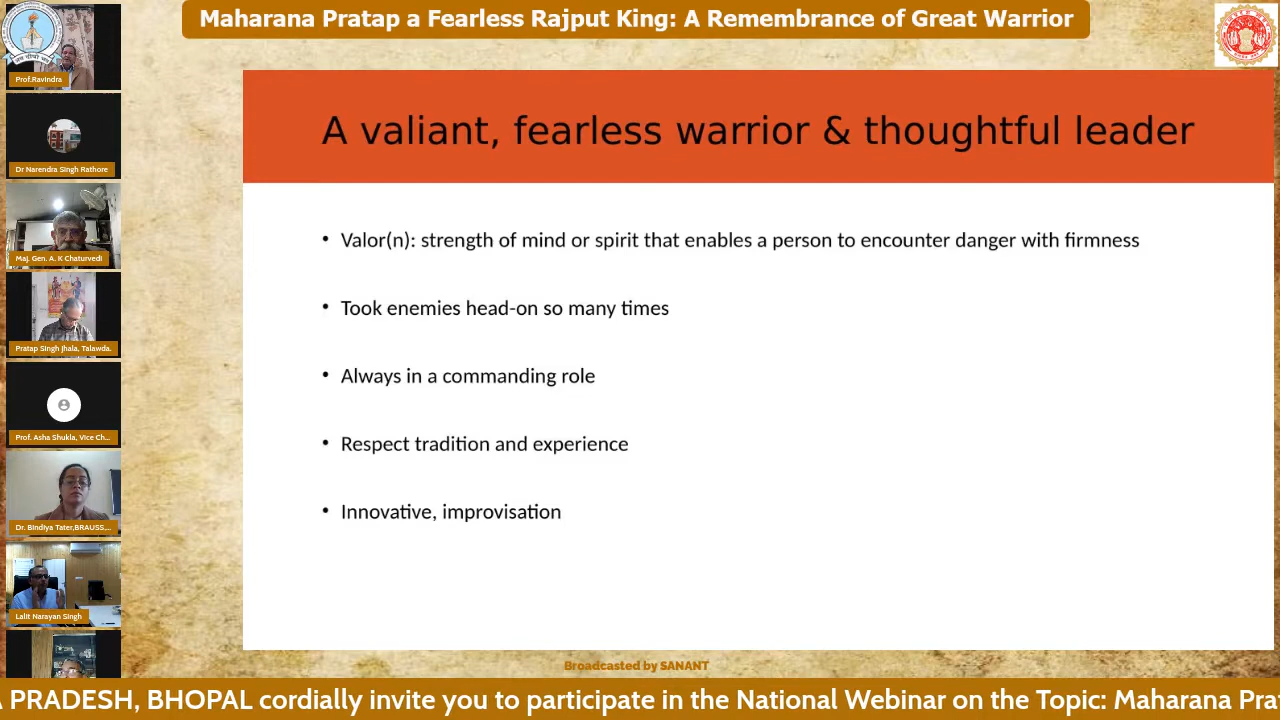 Maharana Pratap a Fearless Rajput King: A Remembrance of Great Warrior
Prof.Ravindra
Dr Narendra Singh Rathore
Maj. Gen. A. K Chaturvedi
Pratap Singh Jhala, Talawda.
Prof. Asha Shukla, Vice Ch...
Dr. Bindiya Tater,BRAUSS,...
Lalit Narayan Singh
A valiant, fearless warrior & thoughtful leader
• Valor(n): strength of mind or spirit that enables a person to encounter danger with firmness
• Took enemies head-on so many times
• Always in a commanding role
• Respect tradition and experience
• Innovative, improvisation
Broadcasted by SANANT
A PRADESH, BHOPAL cordially invite you to participate in the National Webinar on the Topic: Maharana Prat